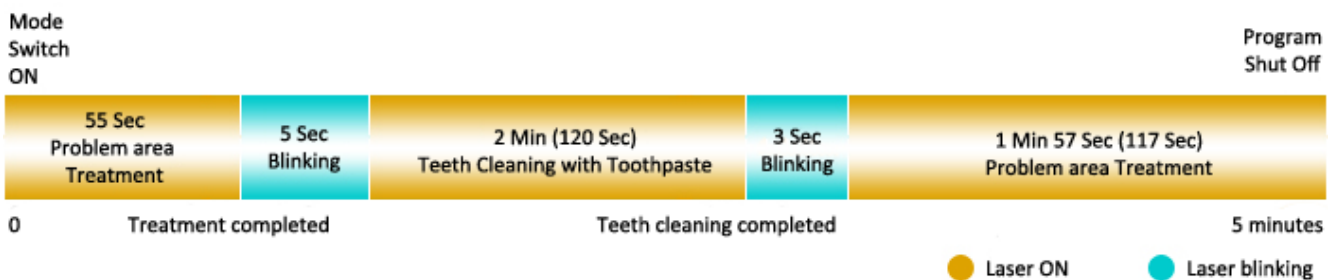 Mode
Switch
ON
Program
Shut Off
55 Sec
Problem area
Treatment
5 Sec
Blinking
2 Min (120 Sec)
Teeth Cleaning with Toothpaste
3 Sec
Blinking
1 Min 57 Sec (117 Sec)
Problem area Treatment
0
Treatment completed
Teeth cleaning completed
5 minutes
Laser ON
Laser blinking